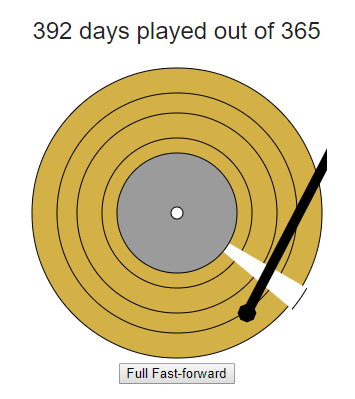 392 days played out of 365
Full Fast-forward